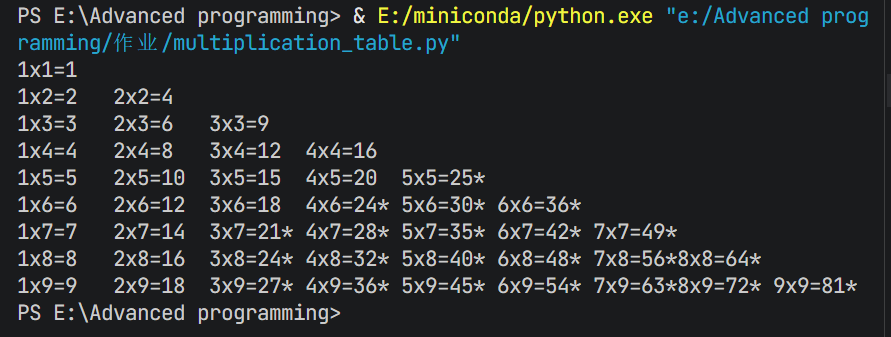 PS E:\Advanced programming> & E:/miniconda/python.exe "e:/Advanced prog
ramming/作业/multiplication_table.py"
1x1=1
1x2=2   2x2=4
1x3=3   2x3=6   3x3=9
1x4=4   2x4=8   3x4=12  4x4=16
1x5=5   2x5=10  3x5=15  4x5=20  5x5=25*
1x6=6   2x6=12  3x6=18  4x6=24* 5x6=30* 6x6=36*
1x7=7   2x7=14  3x7=21* 4x7=28* 5x7=35* 6x7=42* 7x7=49*
1x8=8   2x8=16  3x8=24* 4x8=32* 5x8=40* 6x8=48* 7x8=56*8x8=64*
1x9=9   2x9=18  3x9=27* 4x9=36* 5x9=45* 6x9=54* 7x9=63*8x9=72* 9x9=81*
PS E:\Advanced programming>